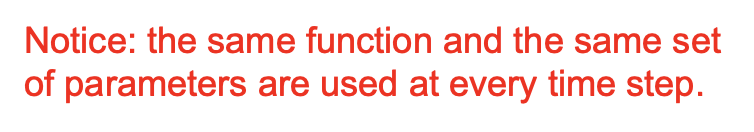 Notice: the same function and the same set
of parameters are used at every time step.